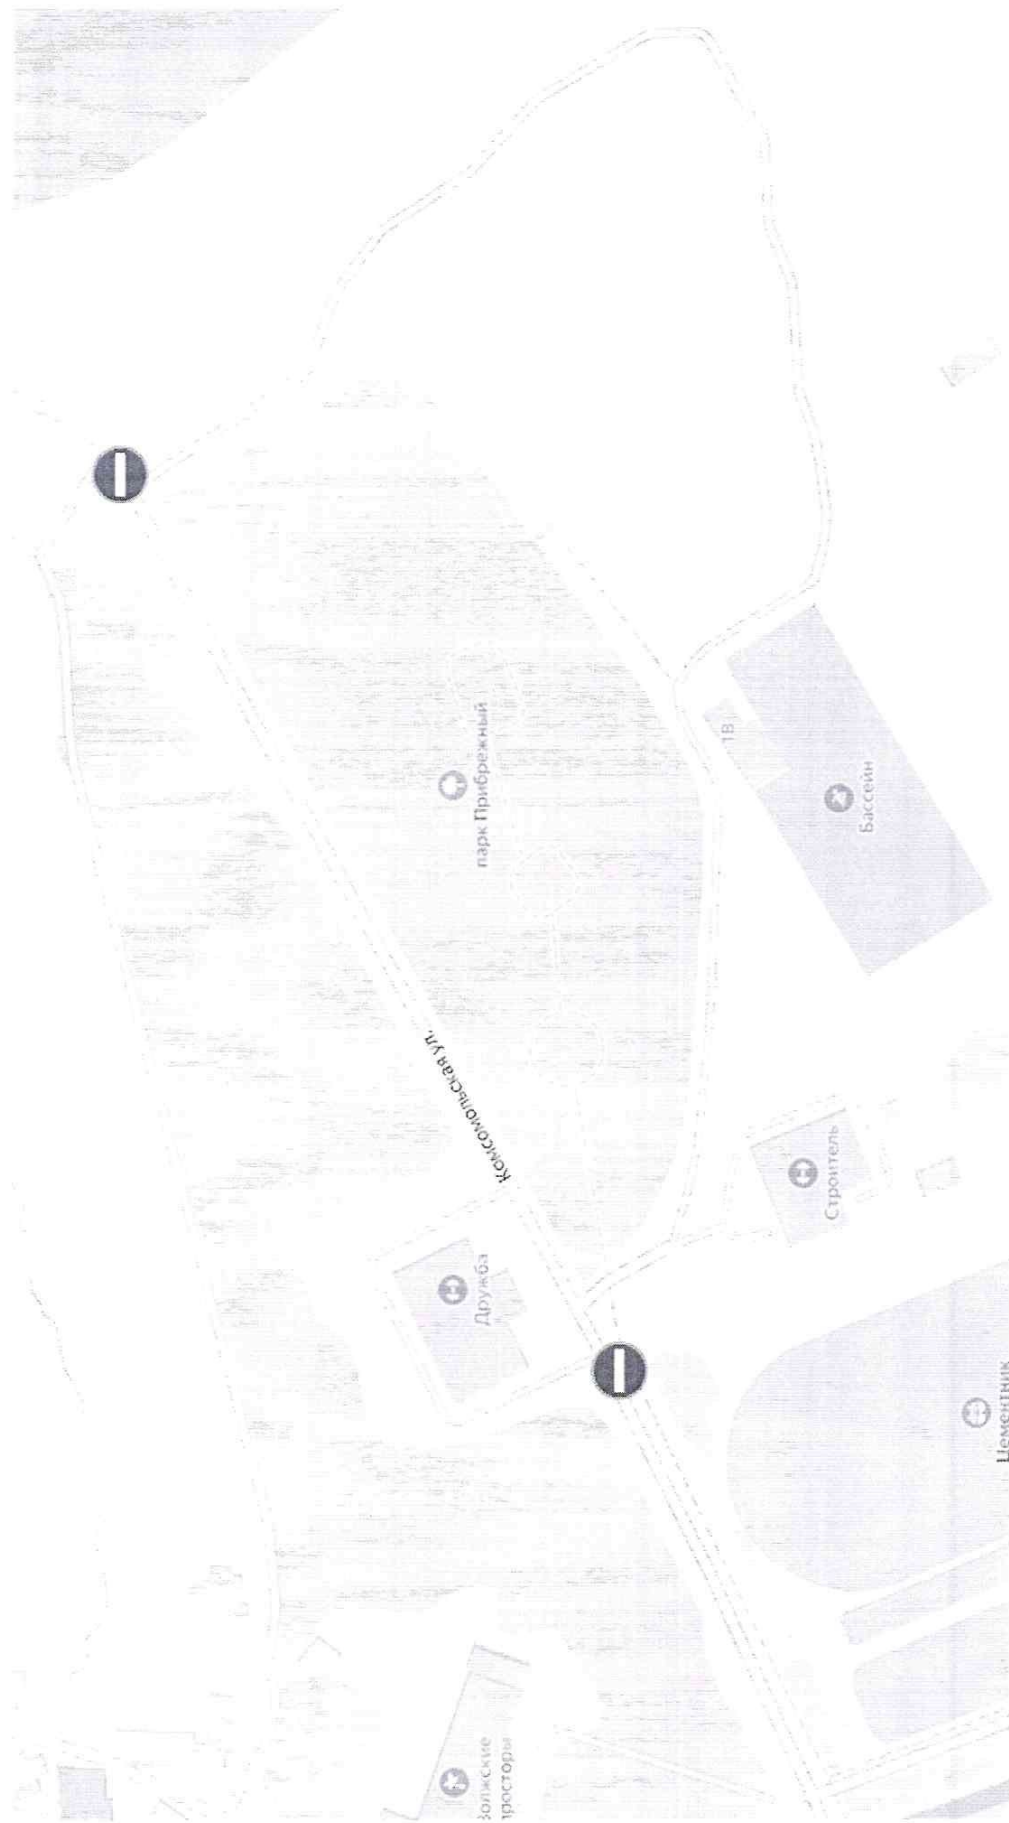 парк Прибрежный
1В
Бассейн
Комсомольская ул.
Строитель
Дружба
Цементник
Волжские
просторы